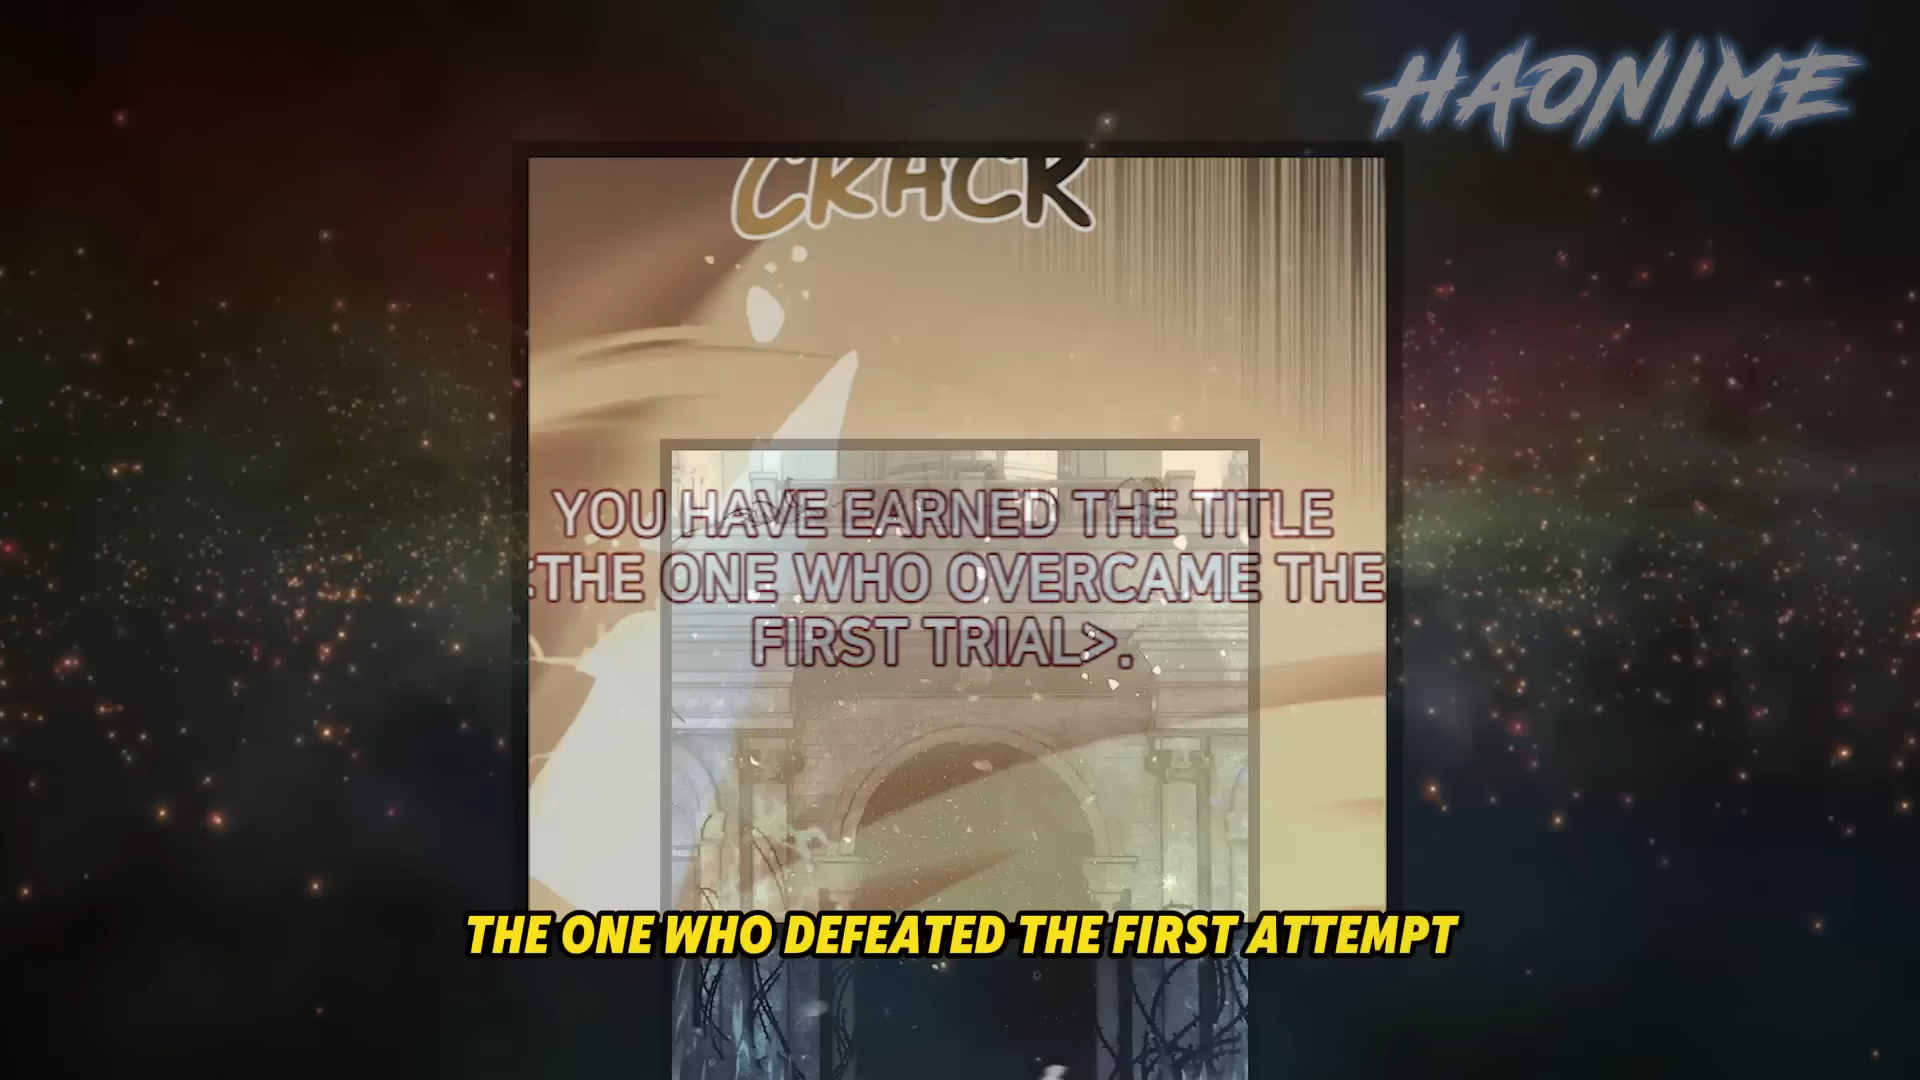 HAONIME
CRACK
YOU HAVE EARNED THE TITLE
<THE ONE WHO OVERCAME THE
FIRST TRIAL>.
THE ONE WHO DEFEATED THE FIRST ATTEMPT